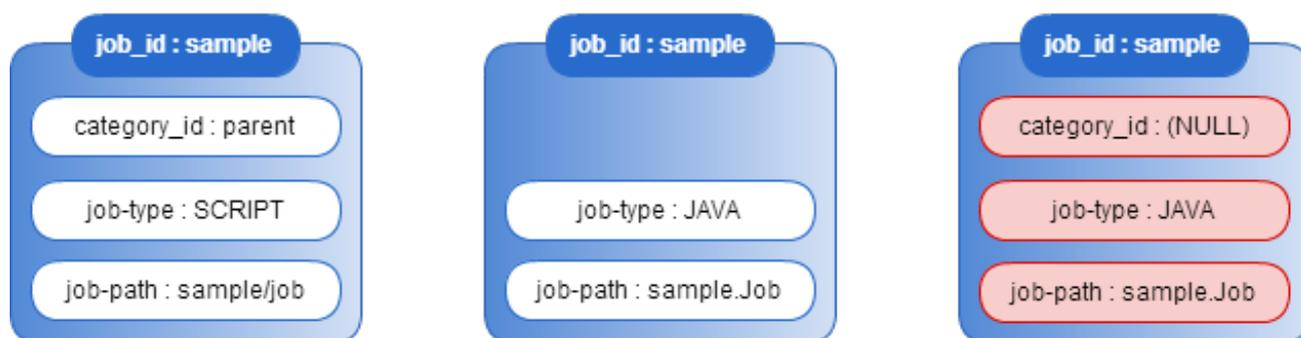 job_id : sample
category_id : parent
job-type : SCRIPT
job-path : sample/job
job_id : sample
job-type : JAVA
job-path : sample.Job
job_id : sample
category_id : (NULL)
job-type : JAVA
job-path : sample.Job